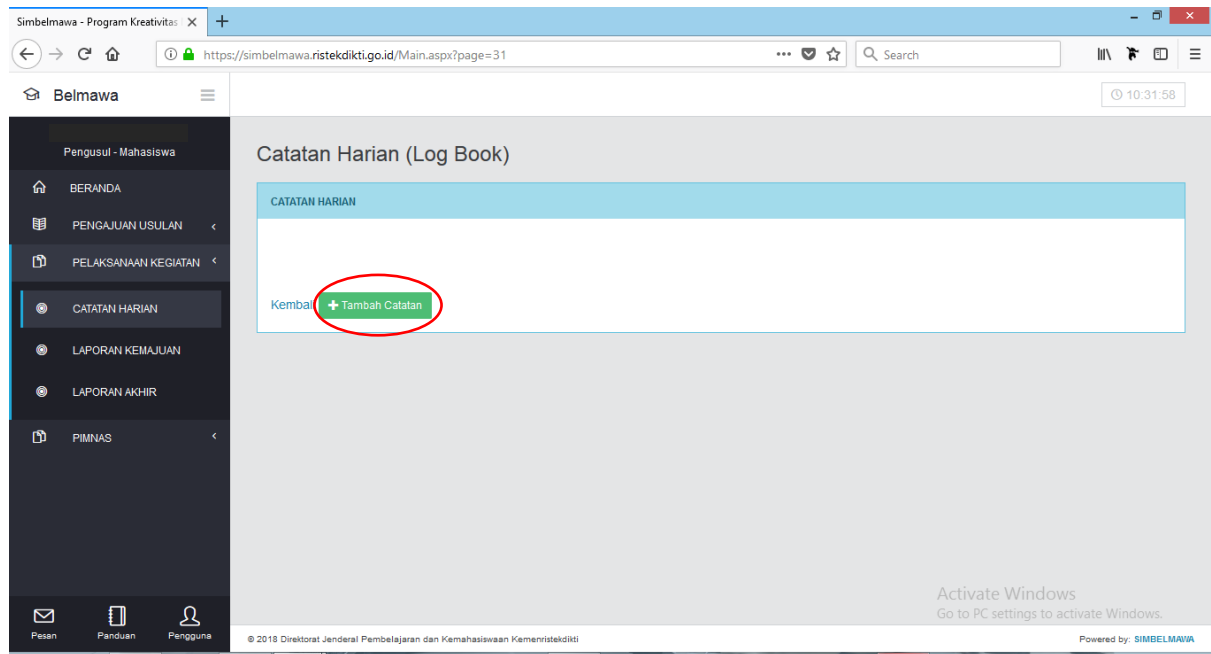 Simbelmawa - Program Kreativitas
https://simbelmawa.ristekdikti.go.id/Main.aspx?page=31
Search
Belmawa
10:31:58
Pengusul - Mahasiswa
BERANDA
PENGAJUAN USULAN
PELAKSANAAN KEGIATAN
CATATAN HARIAN
LAPORAN KEMAJUAN
LAPORAN AKHIR
PIMNAS
Pesan
Panduan
Pengguna
Catatan Harian (Log Book)
CATATAN HARIAN
Kembali + Tambah Catatan
Activate Windows
Go to PC settings to activate Windows.
© 2018 Direktorat Jenderal Pembelajaran dan Kemahasiswaan Kemenristekdikti
Powered by: SIMBELMAWA